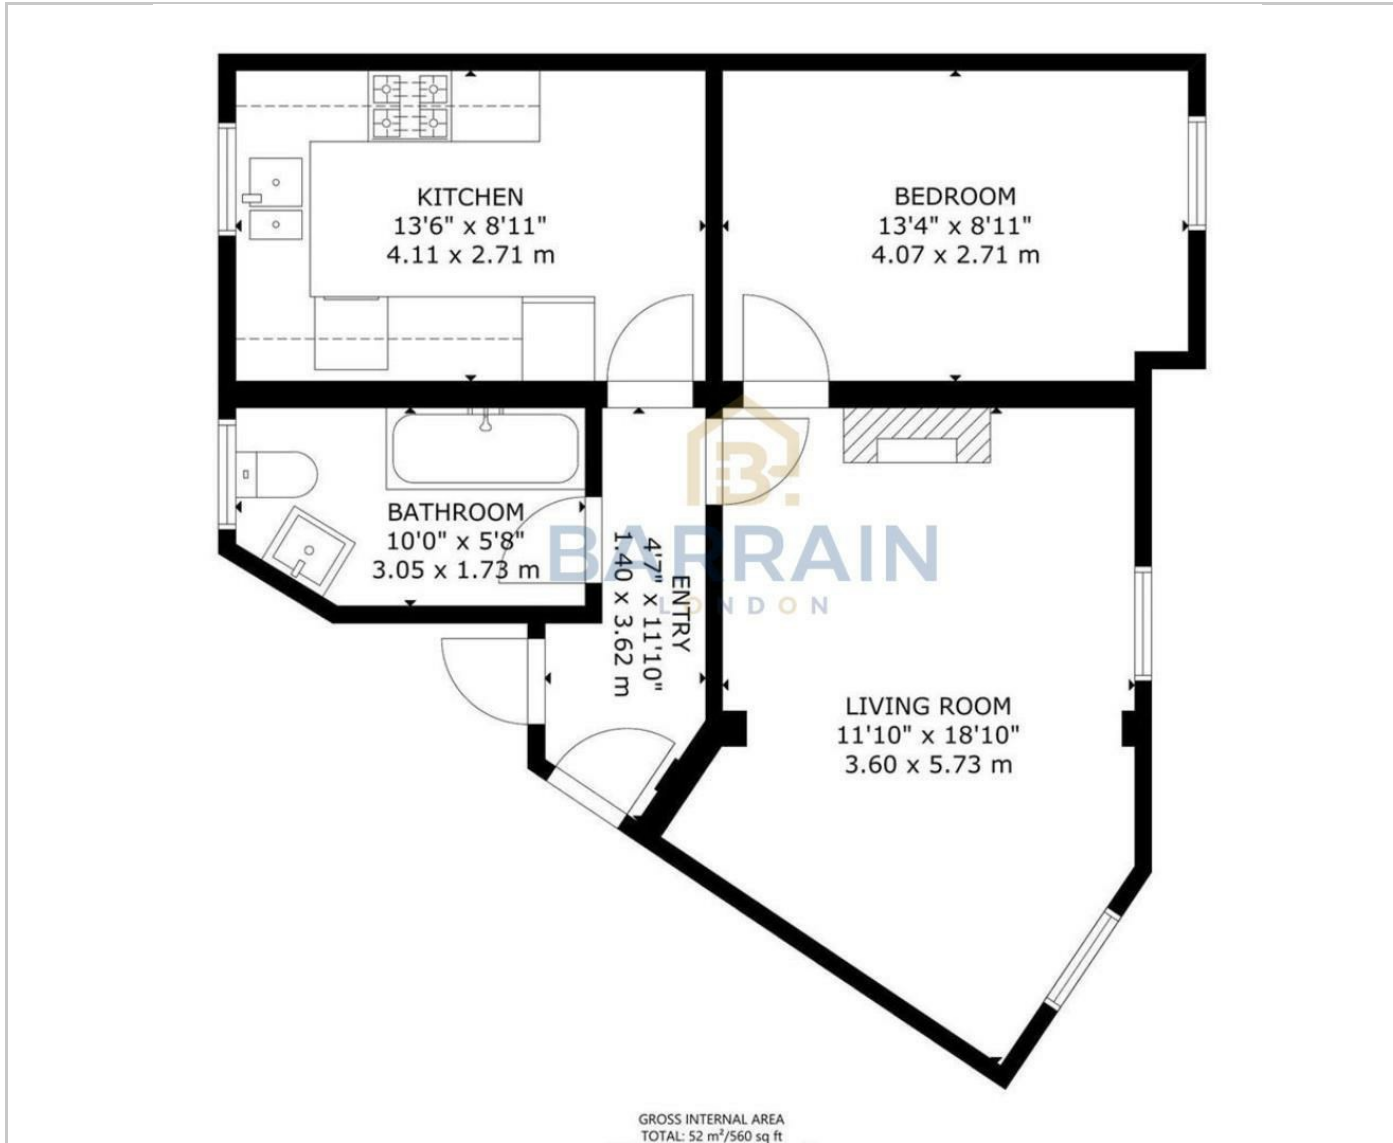 KITCHEN
13'6" x 8'11"
4.11 x 2.71 m
BEDROOM
13'4" x 8'11"
4.07 x 2.71 m
BATHROOM
10'0" x 5'8"
3.05 x 1.73 m
ENTRY
4'7" x 11'10"
1.40 x 3.62 m
B.
BARRAIN
LONDON
LIVING ROOM
11'10" x 18'10"
3.60 x 5.73 m
GROSS INTERNAL AREA
TOTAL: 52 m²/560 sq ft